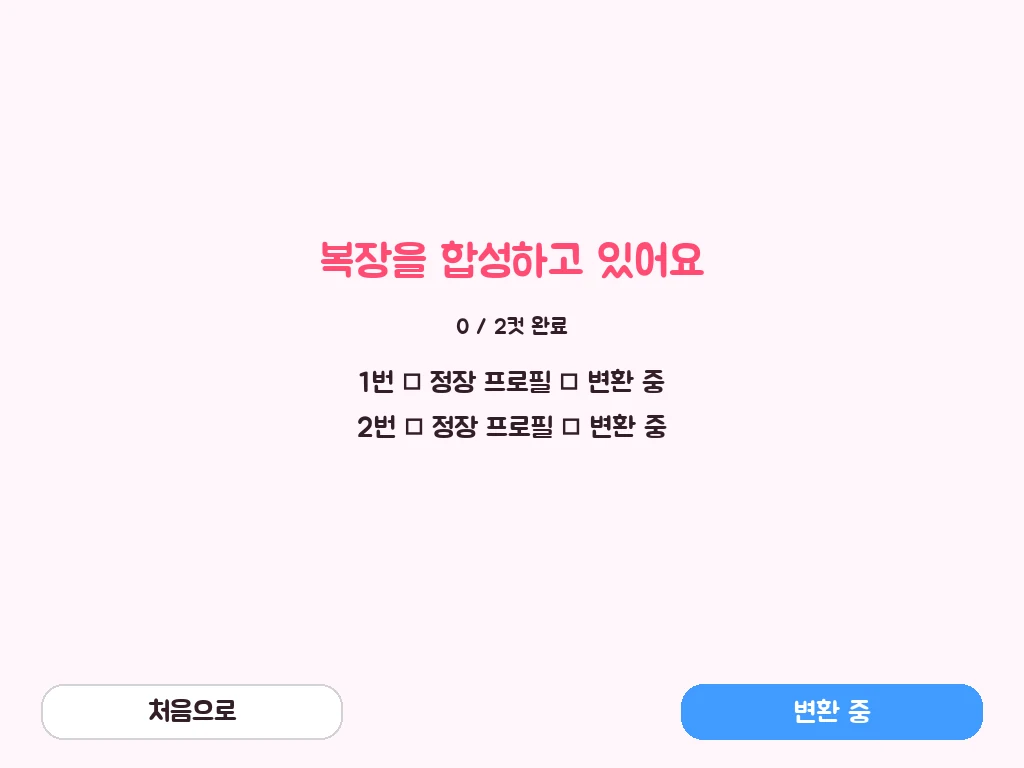 복장을 합성하고 있어요
0 / 2컷 완료
1번 □ 정장 프로필 □ 변환 중
2번 □ 정장 프로필 □ 변환 중
처음으로
변환 중